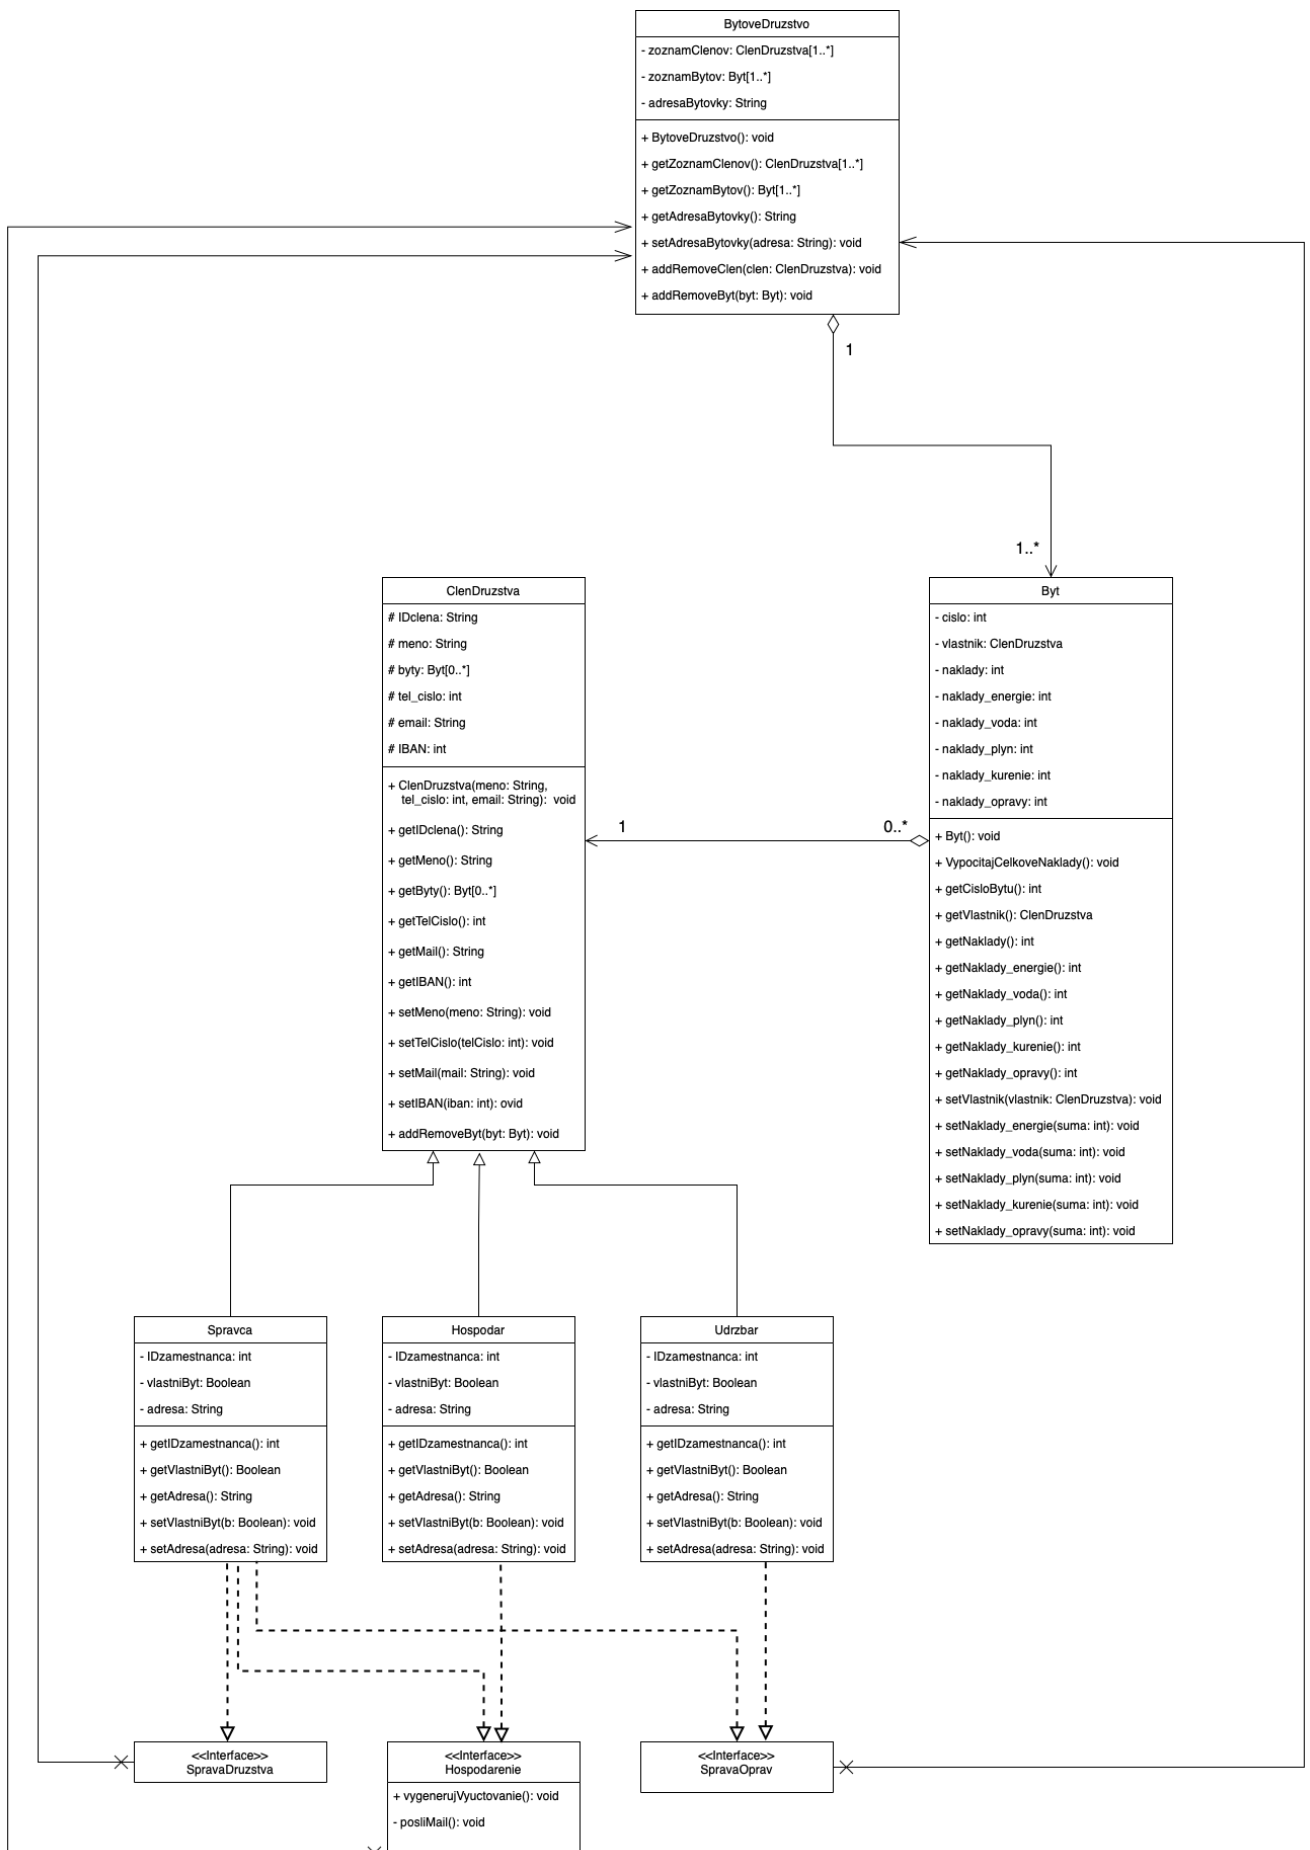 BytoveDruzstvo
- zoznamClenov: ClenDruzstva[1..*]
- zoznamBytov: Byt[1..*]
- adresaBytovky: String
+ BytoveDruzstvo(): void
+ getZoznamClenov(): ClenDruzstva[1..*]
+ getZoznamBytov(): Byt[1..*]
+ getAdresaBytovky(): String
+ setAdresaBytovky(adresa: String): void
+ addRemoveClen(clen: ClenDruzstva): void
+ addRemoveByt(byt: Byt): void
1
1..*
ClenDruzstva
# IDclena: String
# meno: String
# byty: Byt[0..*]
# tel_cislo: int
# email: String
# IBAN: int
+ ClenDruzstva(meno: String,
tel_cislo: int, email: String): void
+ getIDclena(): String
+ getMeno(): String
+ getByty(): Byt[0..*]
+ getTelCislo(): int
+ getMail(): String
+ getIBAN(): int
+ setMeno(meno: String): void
+ setTelCislo(telCislo: int): void
+ setMail(mail: String): void
+ setIBAN(iban: int): ovid
+ addRemoveByt(byt: Byt): void
1
0..*
Byt
- cislo: int
- vlastnik: ClenDruzstva
- naklady: int
- naklady_energie: int
- naklady_voda: int
- naklady_plyn: int
- naklady_kurenie: int
- naklady_opravy: int
+ Byt(): void
+ VypocitajCelkoveNaklady(): void
+ getCisloBytu(): int
+ getVlastnik(): ClenDruzstva
+ getNaklady(): int
+ getNaklady_energie(): int
+ getNaklady_voda(): int
+ getNaklady_plyn(): int
+ getNaklady_kurenie(): int
+ getNaklady_opravy(): int
+ setVlastnik(vlastnik: ClenDruzstva): void
+ setNaklady_energie(suma: int): void
+ setNaklady_voda(suma: int): void
+ setNaklady_plyn(suma: int): void
+ setNaklady_kurenie(suma: int): void
+ setNaklady_opravy(suma: int): void
Spravca
- IDzamestnanca: int
- vlastniByt: Boolean
- adresa: String
+ getIDzamestnanca(): int
+ getVlastniByt(): Boolean
+ getAdresa(): String
+ setVlastniByt(b: Boolean): void
+ setAdresa(adresa: String): void
Hospodar
- IDzamestnanca: int
- vlastniByt: Boolean
- adresa: String
+ getIDzamestnanca(): int
+ getVlastniByt(): Boolean
+ getAdresa(): String
+ setVlastniByt(b: Boolean): void
+ setAdresa(adresa: String): void
Udrzbar
- IDzamestnanca: int
- vlastniByt: Boolean
- adresa: String
+ getIDzamestnanca(): int
+ getVlastniByt(): Boolean
+ getAdresa(): String
+ setVlastniByt(b: Boolean): void
+ setAdresa(adresa: String): void
<<Interface>>
SpravaDruzstva
<<Interface>>
Hospodarenie
+ vygenerujVyuctovanie(): void
- posliMail(): void
<<Interface>>
SpravaOprav